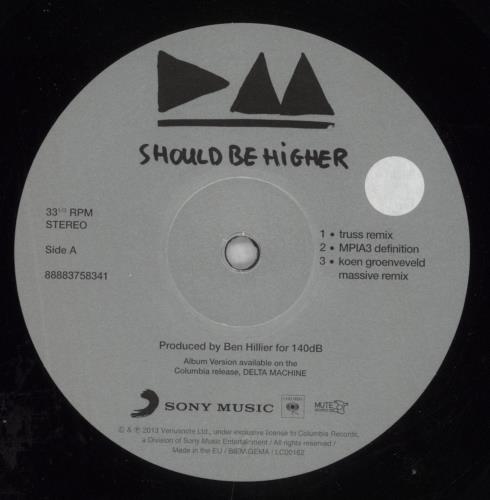 SHOULD BE HiGHER
33 1/3 RPM
STEREO
Side A
88883758341
1 • truss remix
2 • MPIA3 definition
3 • koen groenveveld
massive remix
Produced by Ben Hillier for 140dB
Album Version available on the
Columbia release, DELTA MACHINE
SONY MUSIC
MUTE
© & ℗ 2013 Venusnote Ltd., under exclusive license to Columbia Records,
a Division of Sony Music Entertainment / All rights reserved /
Made in the EU / BIEM/GEMA / LC00162